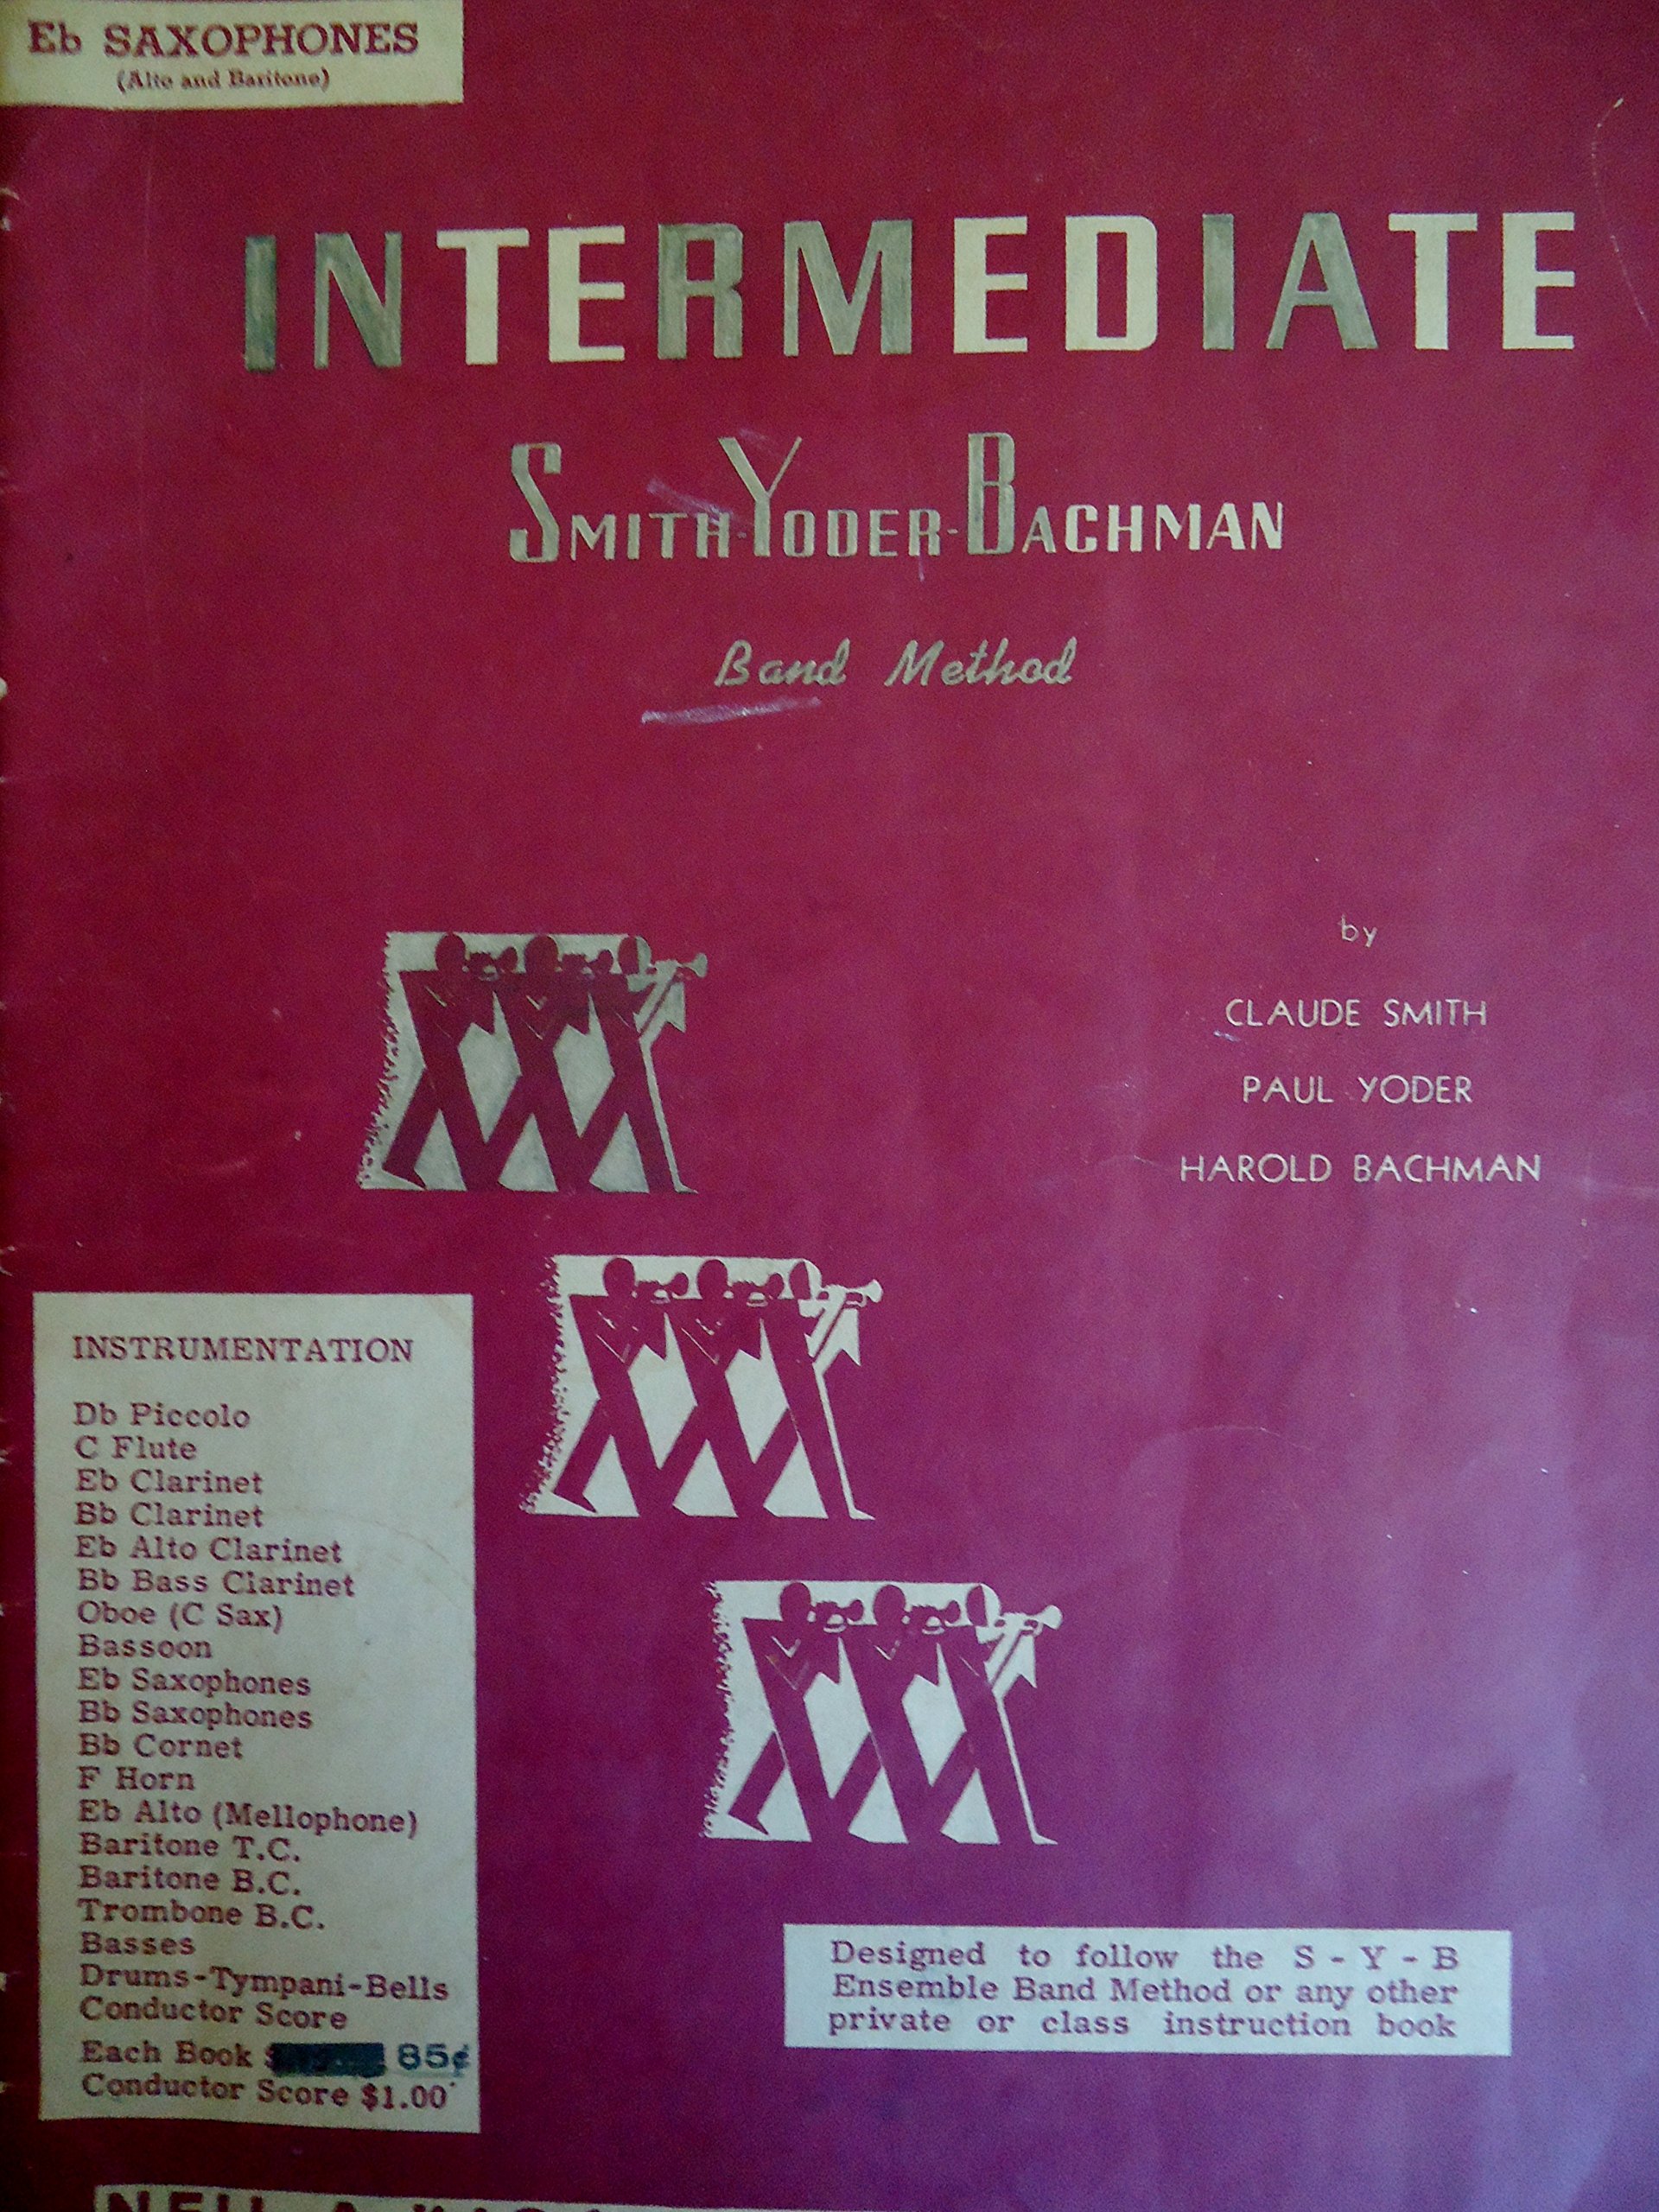 Eb SAXOPHONES
(Alto and Baritone)
INTERMEDIATE
SMITH-YODER-BACHMAN
Band Method
by
CLAUDE SMITH
PAUL YODER
HAROLD BACHMAN
INSTRUMENTATION
Db Piccolo
C Flute
Eb Clarinet
Bb Clarinet
Eb Alto Clarinet
Bb Bass Clarinet
Oboe (C Sax)
Bassoon
Eb Saxophones
Bb Saxophones
Bb Cornet
F Horn
Eb Alto (Mellophone)
Baritone T.C.
Baritone B.C.
Trombone B.C.
Basses
Drums-Tympani-Bells
Conductor Score
Each Book 85¢
Conductor Score $1.00
Designed to follow the S - Y - B
Ensemble Band Method or any other
private or class instruction book